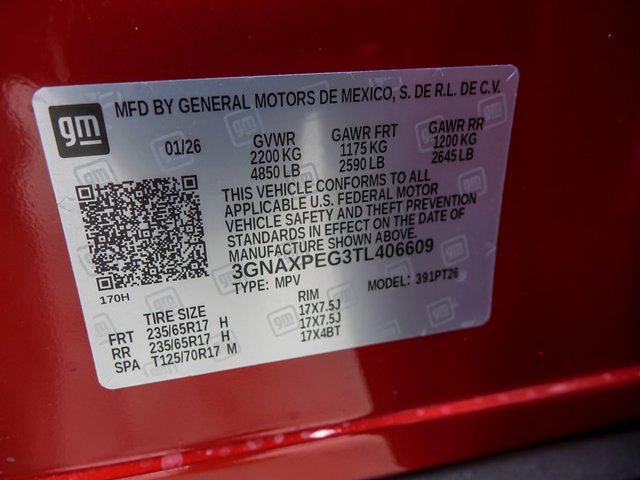 MFD BY GENERAL MOTORS DE MEXICO, S. DE R.L. DE C.V.
gm
01/26 GVWR GAWR FRT GAWR RR
2200 KG 1175 KG 1200 KG
4850 LB 2590 LB 2645 LB
THIS VEHICLE CONFORMS TO ALL
APPLICABLE U.S. FEDERAL MOTOR
VEHICLE SAFETY AND THEFT PREVENTION
STANDARDS IN EFFECT ON THE DATE OF
MANUFACTURE SHOWN ABOVE.
3GNAXPEG3TL406609
TYPE: MPV MODEL: 391PT26
170H
TIRE SIZE RIM
FRT 235/65R17 H 17X7.5J
RR 235/65R17 H 17X7.5J
SPA T125/70R17 M 17X4BT